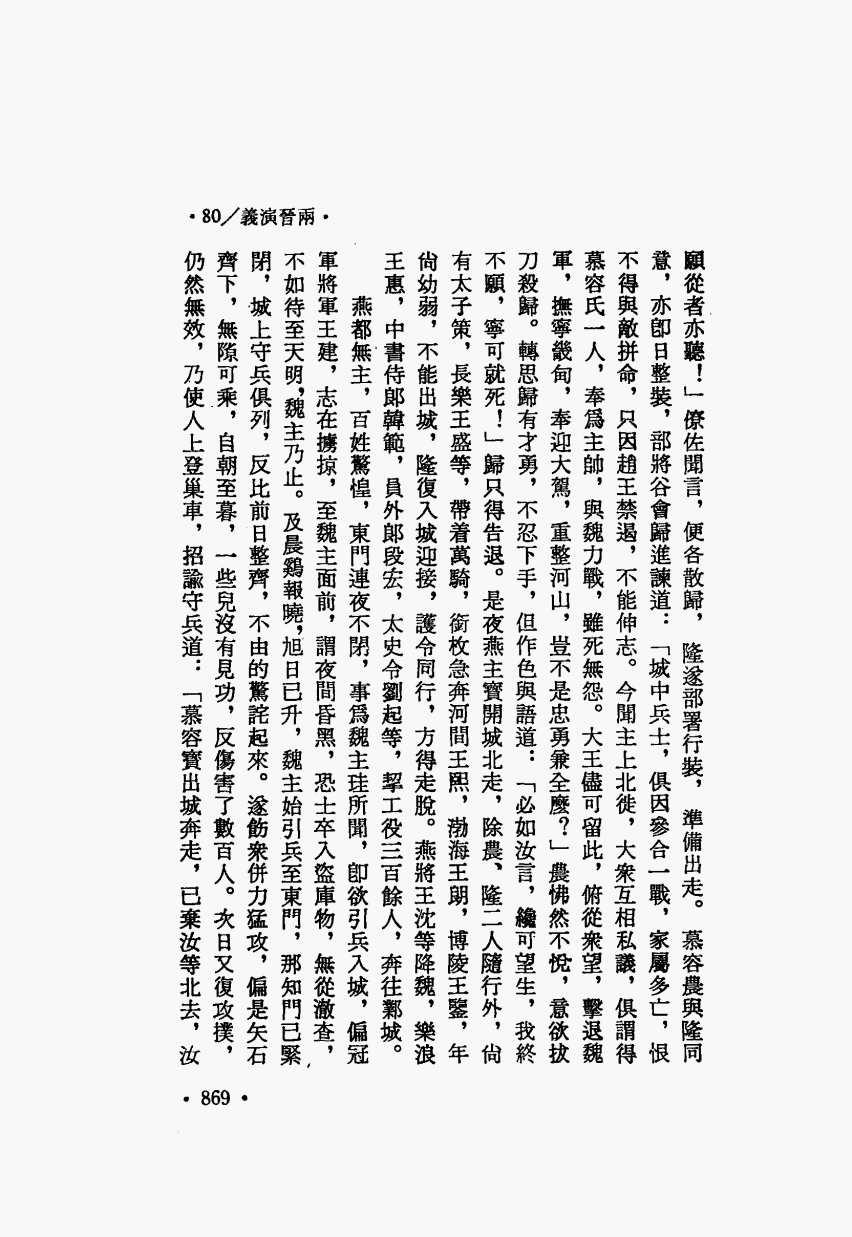 •80／義演晉兩•
願從者亦聽！」僚佐聞言，便各散歸，隆遂部署行裝，準備出走。慕容農與隆同
意，亦卽日整裝，部將谷會歸進諫道：「城中兵士，俱因參合一戰，家屬多亡，恨
不得與敵拼命，只因趙王禁遏，不能伸志。今聞主上北徙，大衆互相私議，俱謂得
慕容氏一人，奉爲主帥，與魏力戰，雖死無怨。大王儘可留此，俯從衆望，擊退魏
軍，撫寧畿甸，奉迎大駕，重整河山，豈不是忠勇兼全麼？」農怫然不悅，意欲拔
刀殺歸。轉思歸有才勇，不忍下手，但作色與語道：「必如汝言，纔可望生，我終
不願，寧可就死！」歸只得告退。是夜燕主寶開城北走，除農、隆二人隨行外，尙
有太子策，長樂王盛等，帶着萬騎，銜枚急奔河間王熙，渤海王朗，博陵王鑒，年
尙幼弱，不能出城，隆復入城迎接，護令同行，方得走脫。燕將王沈等降魏，樂浪
王惠，中書侍郎韓範，員外郎段宏，太史令劉起等，挈工役三百餘人，奔往鄴城。
燕都無主，百姓驚惶，東門連夜不閉，事爲魏主珪所聞，卽欲引兵入城，偏冠
軍將軍王建，志在擄掠，至魏主面前，謂夜間昏黑，恐士卒入盜庫物，無從澈查，
不如待至天明，魏主乃止。及晨鷄報曉，旭日已升，魏主始引兵至東門，那知門已緊
閉，城上守兵俱列，反比前日整齊，不由的驚詫起來。遂飭衆併力猛攻，偏是矢石
齊下，無隙可乘，自朝至暮，一些兒沒有見功，反傷害了數百人。次日又復攻撲，
仍然無效，乃使人上登巢車，招諭守兵道：「慕容寶出城奔走，已棄汝等北去，汝
•869•